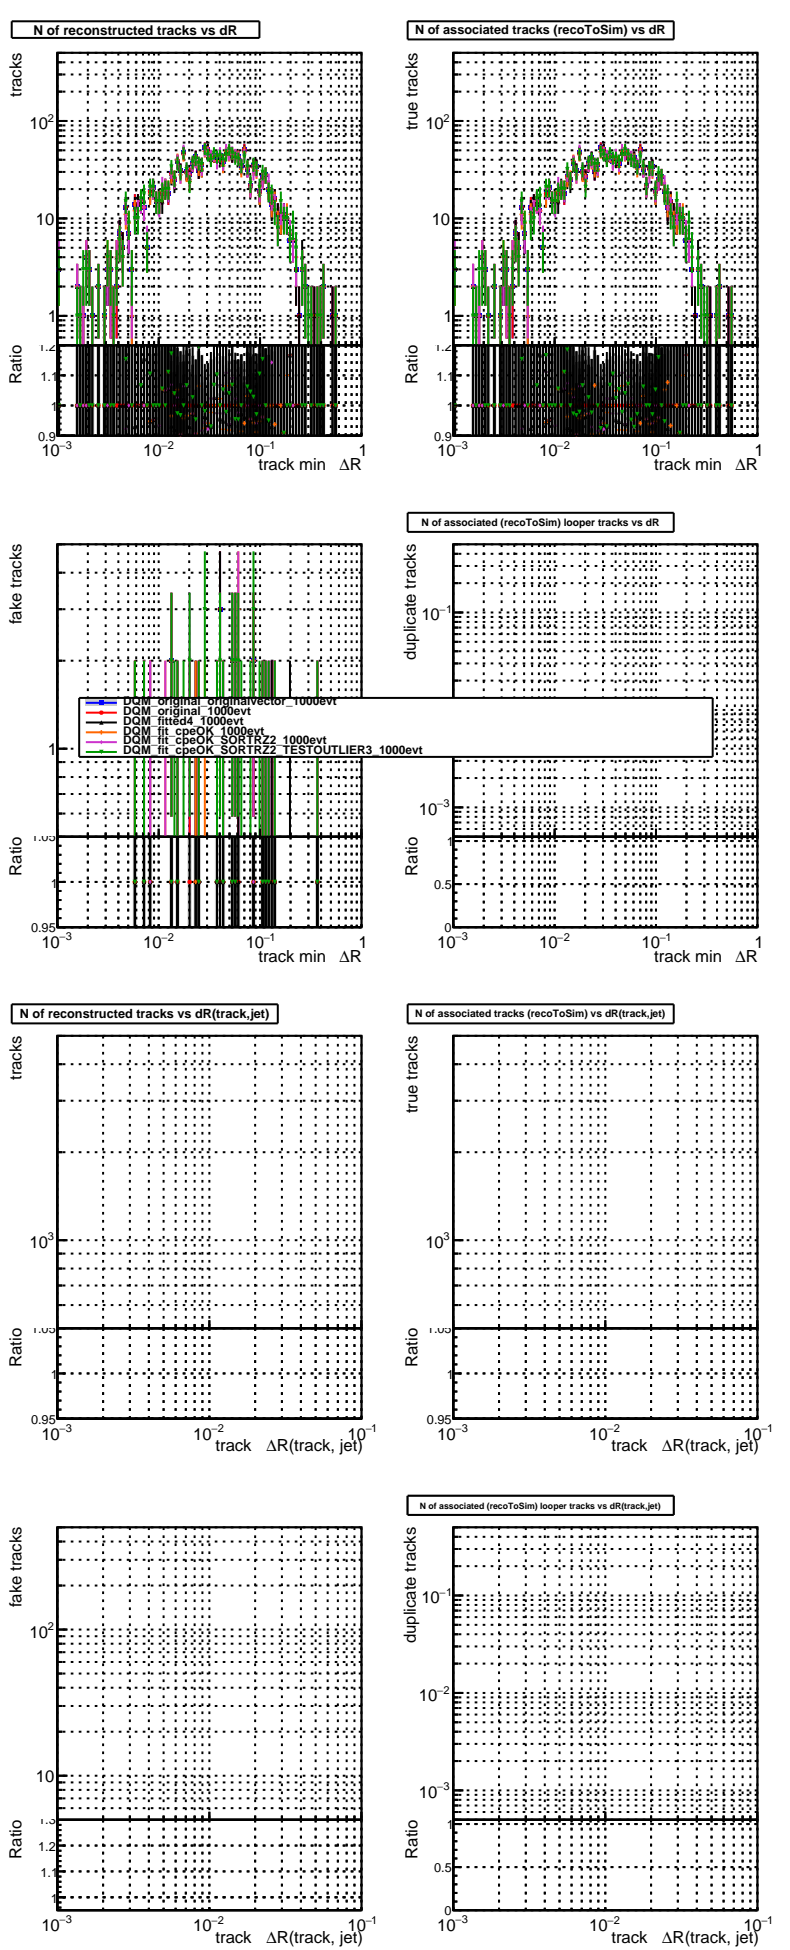 N of reconstructed tracks vs dR
N of associated tracks (recoToSim) vs dR
tracks
10²
10
1
Ratio
1.2
1.1
1
0.9
10⁻³
10⁻²
10⁻¹
1
track min ΔR
true tracks
10²
10
1
Ratio
1.2
1.1
1
0.9
10⁻³
10⁻²
10⁻¹
1
track min ΔR
N of associated (recoToSim) looper tracks vs dR
fake tracks
1
Ratio
1.05
1
0.95
10⁻³
10⁻²
10⁻¹
1
track min ΔR
duplicate tracks
10⁻¹
10⁻³
Ratio
1
0.5
0
10⁻³
10⁻²
10⁻¹
1
track min ΔR
DQM_original_originalvector_1000evt
DQM_original_1000evt
DQM_fitted4_1000evt
DQM_fit_cpeOK_1000evt
DQM_fit_cpeOK_SORTRZ2_1000evt
DQM_fit_cpeOK_SORTRZ2_TESTOUTLIER3_1000evt
N of reconstructed tracks vs dR(track,jet)
N of associated tracks (recoToSim) vs dR(track,jet)
tracks
10³
Ratio
1.05
1
0.95
10⁻³
10⁻²
10⁻¹
track ΔR(track, jet)
true tracks
10³
Ratio
1.05
1
0.95
10⁻³
10⁻²
10⁻¹
track ΔR(track, jet)
N of associated (recoToSim) looper tracks vs dR(track,jet)
fake tracks
10²
10
Ratio
1.3
1.2
1.1
1
10⁻³
10⁻²
10⁻¹
track ΔR(track, jet)
duplicate tracks
10⁻¹
10⁻²
10⁻³
Ratio
1
0.5
0
10⁻³
10⁻²
10⁻¹
track ΔR(track, jet)